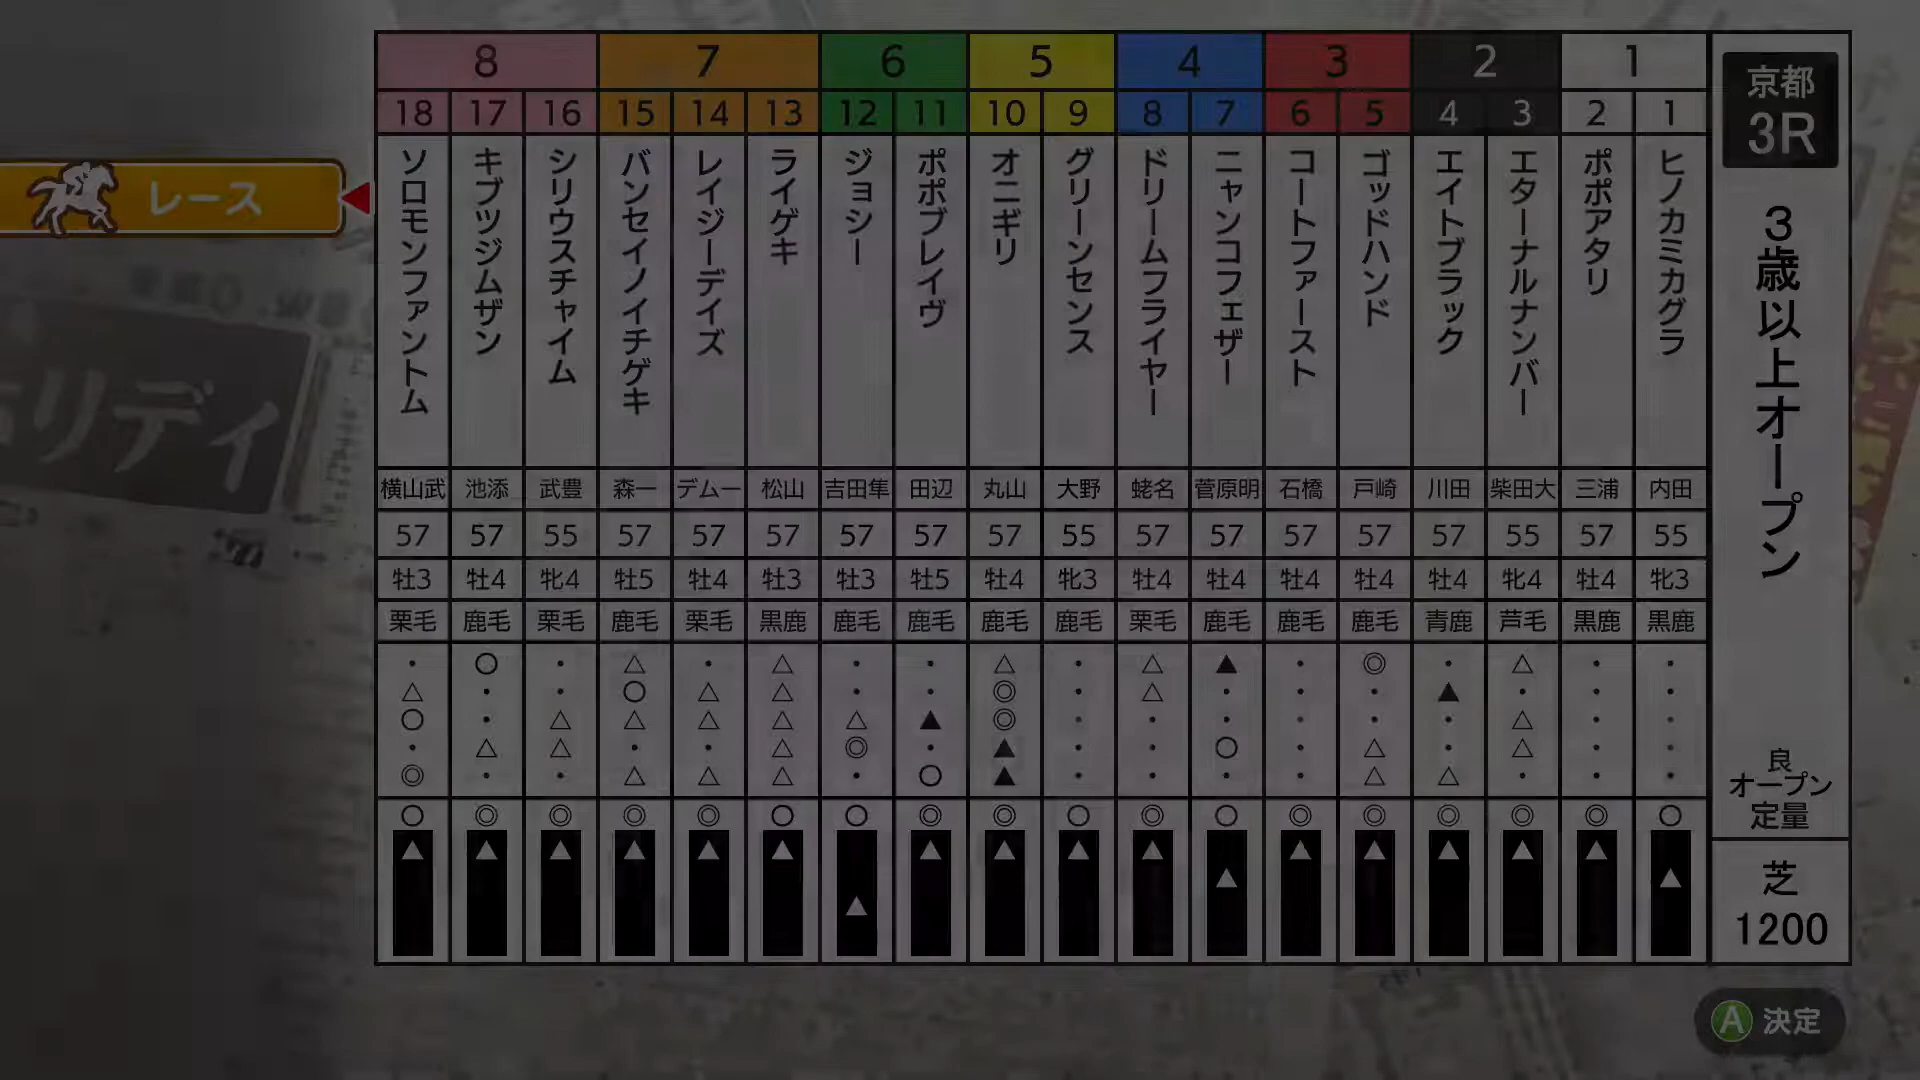 レース
京都
3R
3歳以上オープン
良
オープン
定量
芝
1200
8 7 6 5 4 3 2 1
18 17 16 15 14 13 12 11 10 9 8 7 6 5 4 3 2 1
ソロモンファントム
キブツジムザン
シリウスチャイム
バンセイノイチゲキ
レイジーデイズ
ライゲキ
ジョシー
ポポブレイヴ
オニギリ
グリーンセンス
ドリームフライヤー
ニャンコフェザー
コートファースト
ゴッドハンド
エイトブラック
エターナルナンバー
ポポアタリ
ヒノカミカグラ
横山武 池添 武豊 森一 デムー 松山 吉田隼 田辺 丸山 大野 蛯名 菅原明 石橋 戸崎 川田 柴田大 三浦 内田
57 57 55 57 57 57 57 57 57 55 57 57 57 57 57 55 57 55
牡3 牡4 牝4 牡5 牡4 牡3 牡3 牡5 牡4 牝3 牡4 牡4 牡4 牡4 牡4 牝4 牡4 牝3
栗毛 鹿毛 栗毛 鹿毛 栗毛 黒鹿 鹿毛 鹿毛 鹿毛 鹿毛 栗毛 鹿毛 鹿毛 鹿毛 青鹿 芦毛 黒鹿 黒鹿
・ ○ ・ △ ・ △ ・ ・ △ ・ △ ▲ ・ ◎ ・ △ ・ ・
△ ・ ・ ○ △ △ ・ ・ ◎ ・ △ ・ ・ ・ ▲ ・ ・ ・
○ ・ △ △ △ △ △ ▲ ◎ ・ ・ ・ ・ ・ ・ △ ・ ・
・ △ △ ・ ・ △ ◎ ・ ▲ ・ ・ ○ ・ △ ・ △ ・ ・
◎ ・ ・ △ △ △ ・ ○ ▲ ・ ・ ・ ・ △ △ ・ ・ ・
○ ◎ ◎ ◎ ◎ ○ ○ ◎ ◎ ○ ◎ ○ ◎ ◎ ◎ ◎ ◎ ○
リディ
A 決定